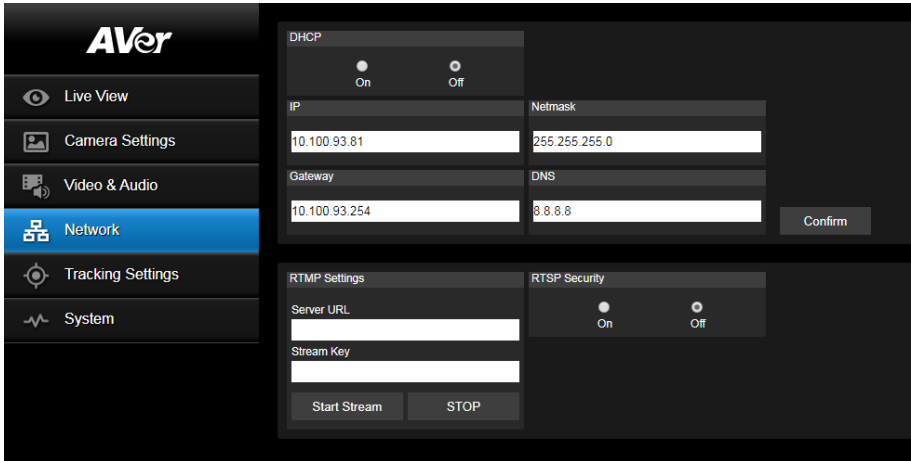 AVer
Live View
Camera Settings
Video & Audio
Network
Tracking Settings
System
DHCP
On Off
IP Netmask
10.100.93.81 255.255.255.0
Gateway DNS
10.100.93.254 8.8.8.8
Confirm
RTMP Settings RTSP Security
Server URL
On Off
Stream Key
Start Stream STOP